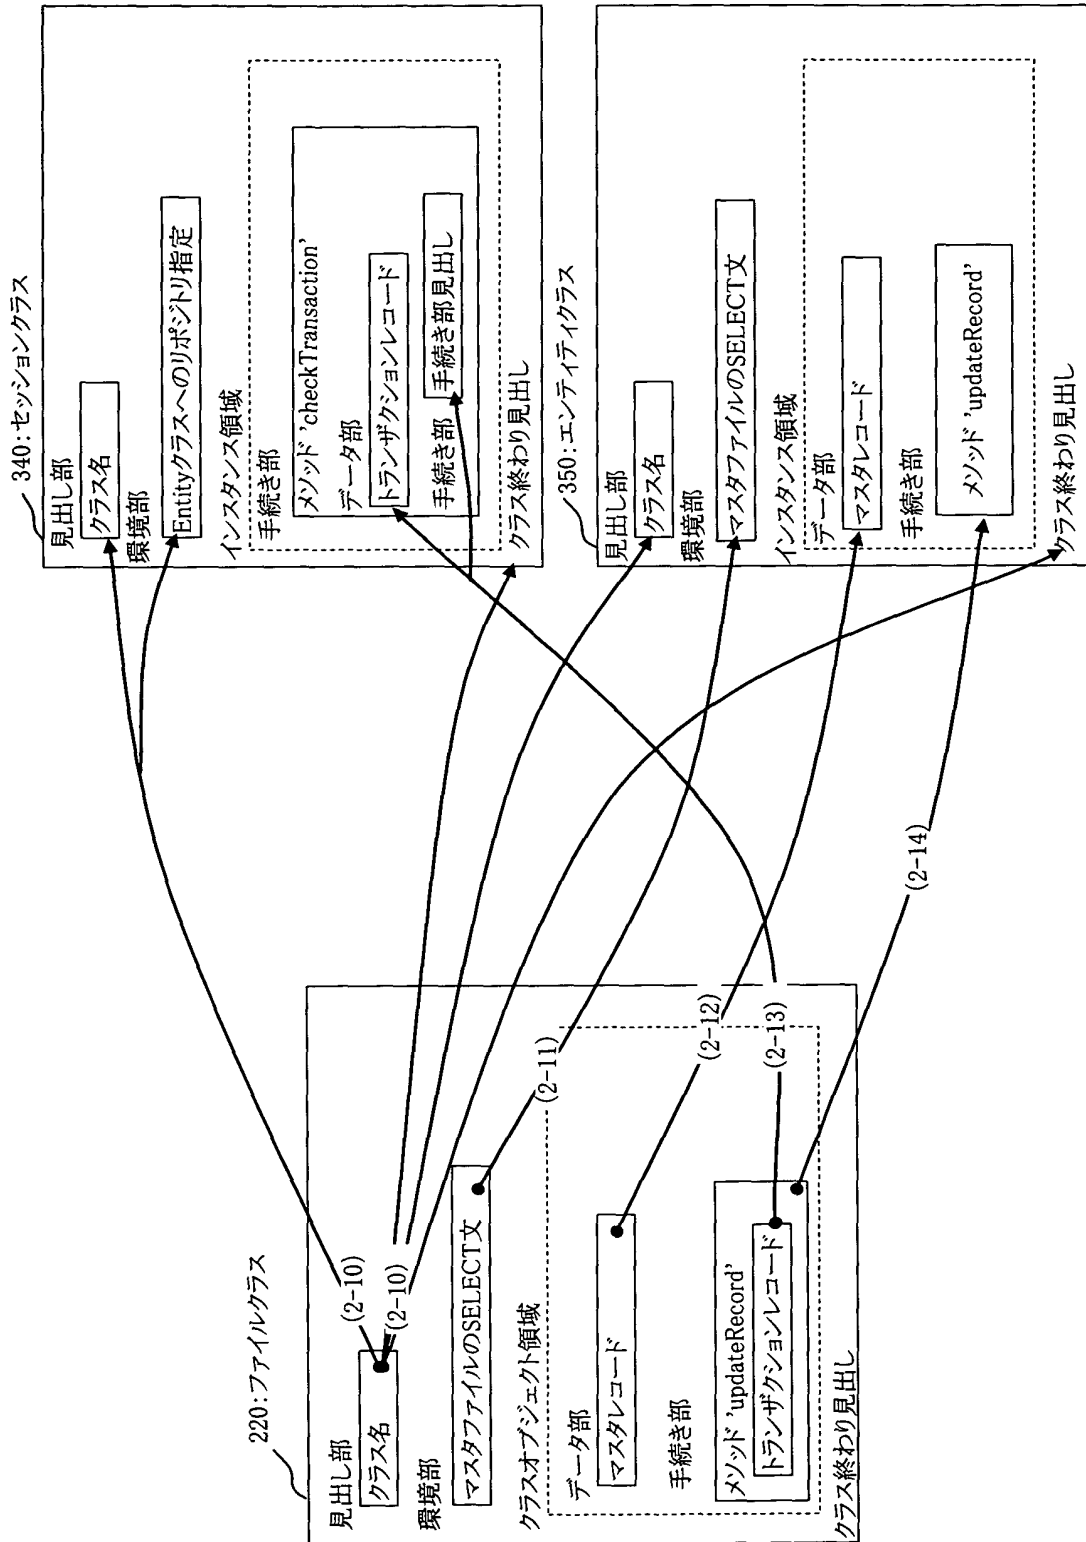 220:ファイルクラス
見出し部
クラス名
環境部
マスタファイルのSELECT文
クラスオブジェクト領域
データ部
マスタレコード
手続き部
メソッド 'updateRecord'
トランザクションレコード
クラス終わり見出し
(2-10)
(2-10)
(2-11)
(2-12)
(2-13)
(2-14)
340:セッションクラス
見出し部
クラス名
環境部
Entityクラスへのリポジトリ指定
インスタンス領域
手続き部
メソッド 'checkTransaction'
データ部
トランザクションレコード
手続き部
手続き部見出し
クラス終わり見出し
350:エンティティクラス
見出し部
クラス名
環境部
マスタファイルのSELECT文
インスタンス領域
データ部
マスタレコード
手続き部
メソッド 'updateRecord'
クラス終わり見出し